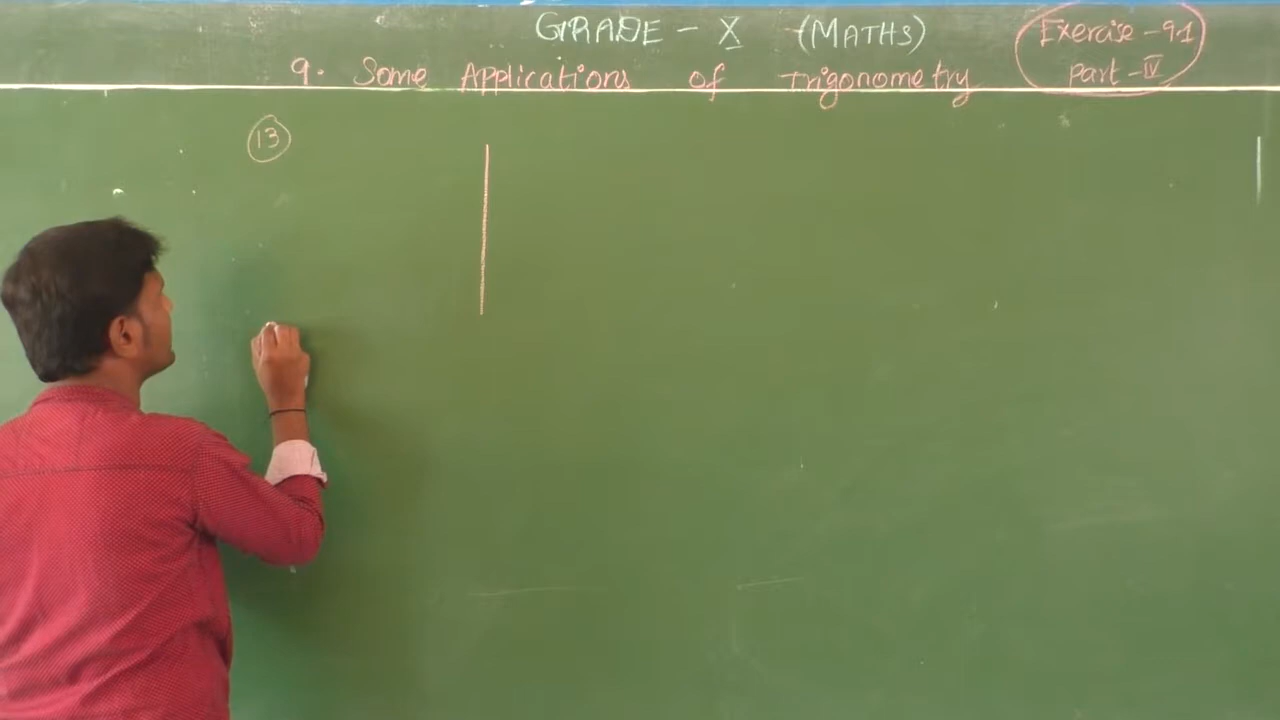 GRADE - X (MATHS)
Exercise - 9.1
part - IV
9. Some Applications of Trigonometry
13